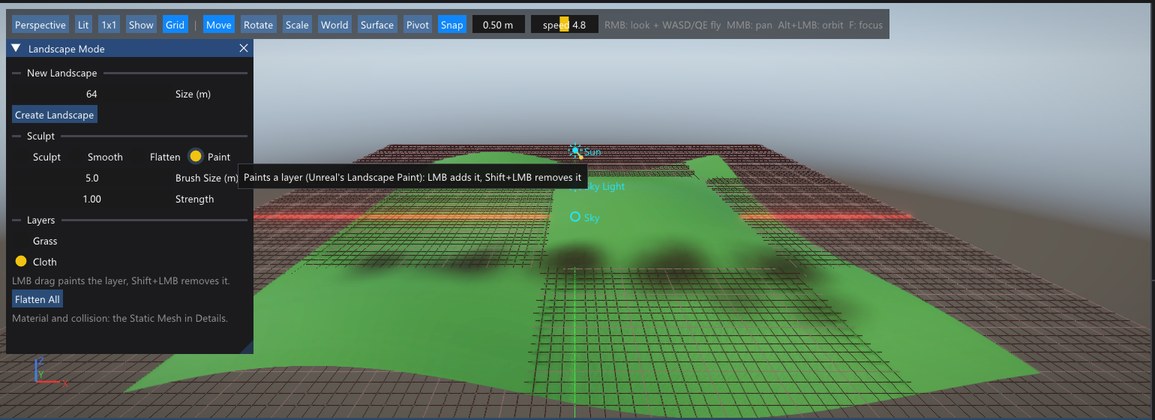 Perspective Lit 1x1 Show Grid | Move Rotate Scale World Surface Pivot Snap 0.50 m speed 4.8 RMB: look + WASD/QE fly MMB: pan Alt+LMB: orbit F: focus
Landscape Mode
New Landscape
64 Size (m)
Create Landscape
Sculpt
Sculpt Smooth Flatten Paint
Paints a layer (Unreal's Landscape Paint): LMB adds it, Shift+LMB removes it
5.0 Brush Size (m)
1.00 Strength
Layers
Grass
Cloth
LMB drag paints the layer, Shift+LMB removes it.
Flatten All
Material and collision: the Static Mesh in Details.
Sun
Sky Light
Sky
Z
Y
X